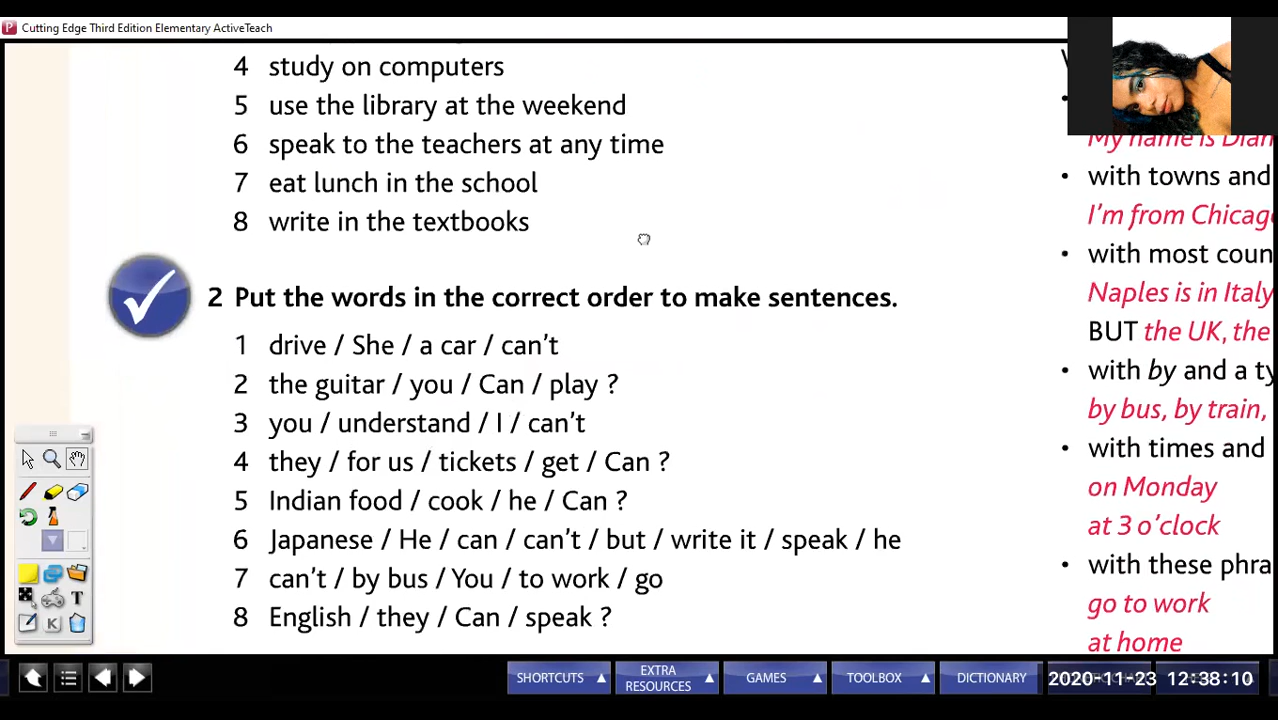 Cutting Edge Third Edition Elementary ActiveTeach
4 study on computers
5 use the library at the weekend
6 speak to the teachers at any time
7 eat lunch in the school
8 write in the textbooks
2 Put the words in the correct order to make sentences.
1 drive / She / a car / can't
2 the guitar / you / Can / play ?
3 you / understand / I / can't
4 they / for us / tickets / get / Can ?
5 Indian food / cook / he / Can ?
6 Japanese / He / can / can't / but / write it / speak / he
7 can't / by bus / You / to work / go
8 English / they / Can / speak ?
My name is Dian
• with towns and
I'm from Chicag
• with most coun
Naples is in Italy
BUT the UK, the
• with by and a ty
by bus, by train,
• with times and
on Monday
at 3 o'clock
• with these phra
go to work
at home
SHORTCUTS
EXTRA
RESOURCES
GAMES
TOOLBOX
DICTIONARY
2020-11-23 12:38:10